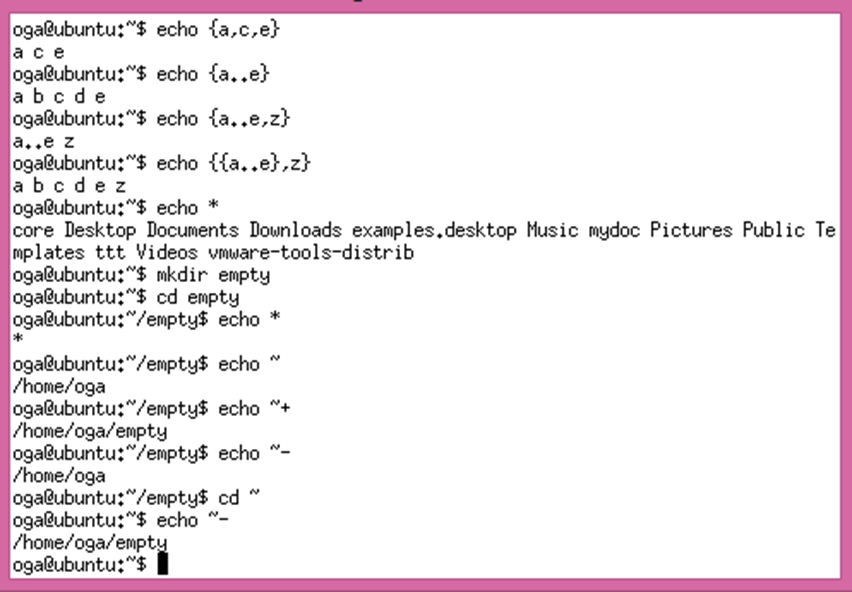 oga@ubuntu:~$ echo {a,c,e}
a c e
oga@ubuntu:~$ echo {a..e}
a b c d e
oga@ubuntu:~$ echo {a..e,z}
a..e z
oga@ubuntu:~$ echo {{a..e},z}
a b c d e z
oga@ubuntu:~$ echo *
core Desktop Documents Downloads examples.desktop Music mydoc Pictures Public Te
mplates ttt Videos vmware-tools-distrib
oga@ubuntu:~$ mkdir empty
oga@ubuntu:~$ cd empty
oga@ubuntu:~/empty$ echo *
*
oga@ubuntu:~/empty$ echo ~
/home/oga
oga@ubuntu:~/empty$ echo ~+
/home/oga/empty
oga@ubuntu:~/empty$ echo ~-
/home/oga
oga@ubuntu:~/empty$ cd ~
oga@ubuntu:~$ echo ~-
/home/oga/empty
oga@ubuntu:~$